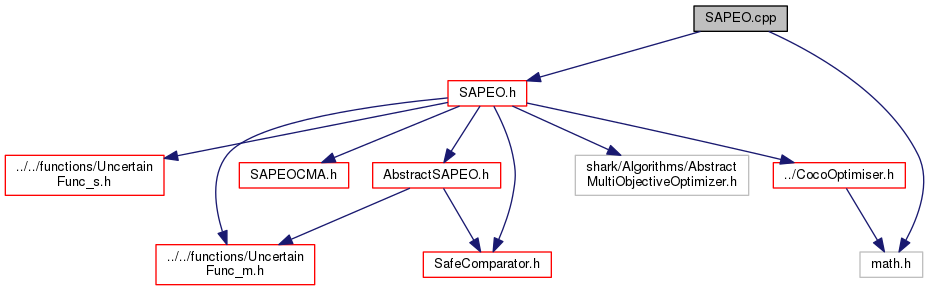 SAPEO.cpp
SAPEO.h
../../functions/Uncertain
Func_s.h
SAPEOCMA.h
AbstractSAPEO.h
shark/Algorithms/Abstract
MultiObjectiveOptimizer.h
../CocoOptimiser.h
../../functions/Uncertain
Func_m.h
SafeComparator.h
math.h